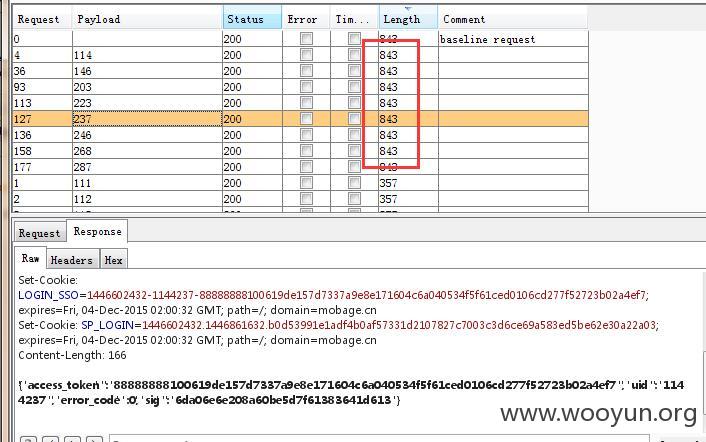 Request Payload Status Error Tim... Length Comment
0 200 843 baseline request
4 114 200 843
36 146 200 843
93 203 200 843
113 223 200 843
127 237 200 843
136 246 200 843
158 268 200 843
177 287 200 843
1 111 200 357
2 112 200 357
Request Response
Raw Headers Hex
Set-Cookie:
LOGIN_SSO=1446602432-1144237-88888888100619de157d7337a9e8e171604c6a040534f5f61ced0106cd277f52723b02a4ef7;
expires=Fri, 04-Dec-2015 02:00:32 GMT; path=/; domain=mobage.cn
Set-Cookie: SP_LOGIN=1446602432.1446861632.b0d53991e1adf4b0af57331d2107827c7003c3d6ce69a583ed5be62e30a22a03;
expires=Fri, 04-Dec-2015 02:00:32 GMT; path=/; domain=mobage.cn
Content-Length: 166
{"access_token":"88888888100619de157d7337a9e8e171604c6a040534f5f61ced0106cd277f52723b02a4ef7","uid":"114
4237","error_code":0,"sig":"6da06e6e208a60be5d7f61383641d613"}
www.wooyun.org